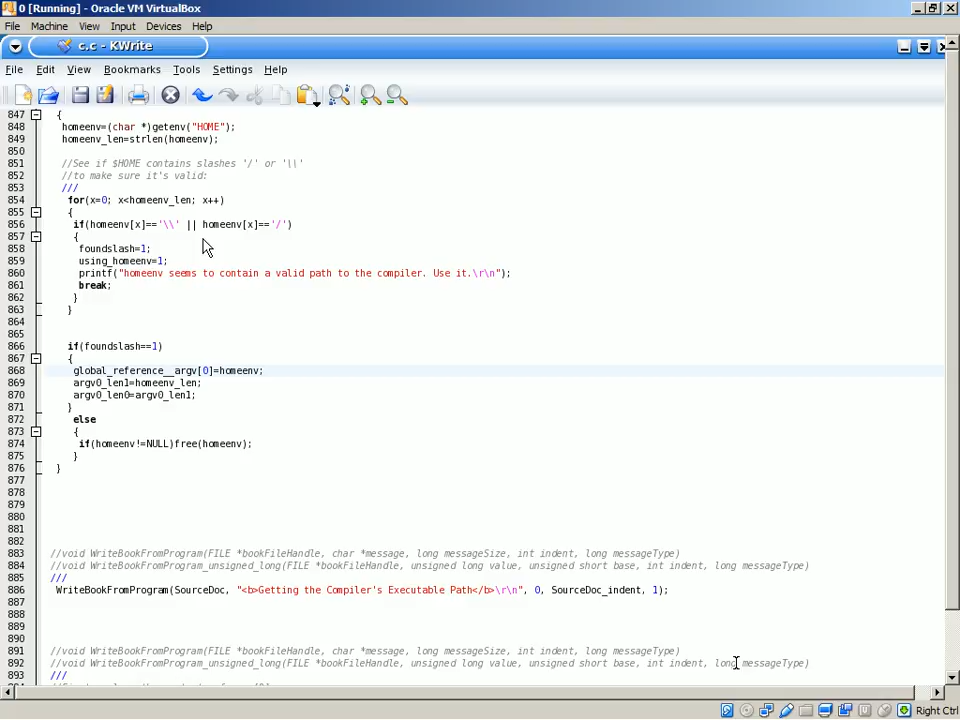 0 [Running] - Oracle VM VirtualBox
File Machine View Input Devices Help
c.c - KWrite
File Edit View Bookmarks Tools Settings Help
847 {
848 homeenv=(char *)getenv("HOME");
849 homeenv_len=strlen(homeenv);
850
851 //See if $HOME contains slashes '/' or '\\'
852 //to make sure it's valid:
853 ///
854 for(x=0; x<homeenv_len; x++)
855 {
856 if(homeenv[x]=='\\' || homeenv[x]=='/')
857 {
858 foundslash=1;
859 using_homeenv=1;
860 printf("homeenv seems to contain a valid path to the compiler. Use it.\r\n");
861 break;
862 }
863 }
864
865
866 if(foundslash==1)
867 {
868 global_reference__argv[0]=homeenv;
869 argv0_len1=homeenv_len;
870 argv0_len0=argv0_len1;
871 }
872 else
873 {
874 if(homeenv!=NULL)free(homeenv);
875 }
876 }
877
878
879
880
881
882
883 //void WriteBookFromProgram(FILE *bookFileHandle, char *message, long messageSize, int indent, long messageType)
884 //void WriteBookFromProgram_unsigned_long(FILE *bookFileHandle, unsigned long value, unsigned short base, int indent, long messageType)
885 ///
886 WriteBookFromProgram(SourceDoc, "<b>Getting the Compiler's Executable Path</b>\r\n", 0, SourceDoc_indent, 1);
887
888
889
890
891 //void WriteBookFromProgram(FILE *bookFileHandle, char *message, long messageSize, int indent, long messageType)
892 //void WriteBookFromProgram_unsigned_long(FILE *bookFileHandle, unsigned long value, unsigned short base, int indent, long messageType)
893 ///
Right Ctrl